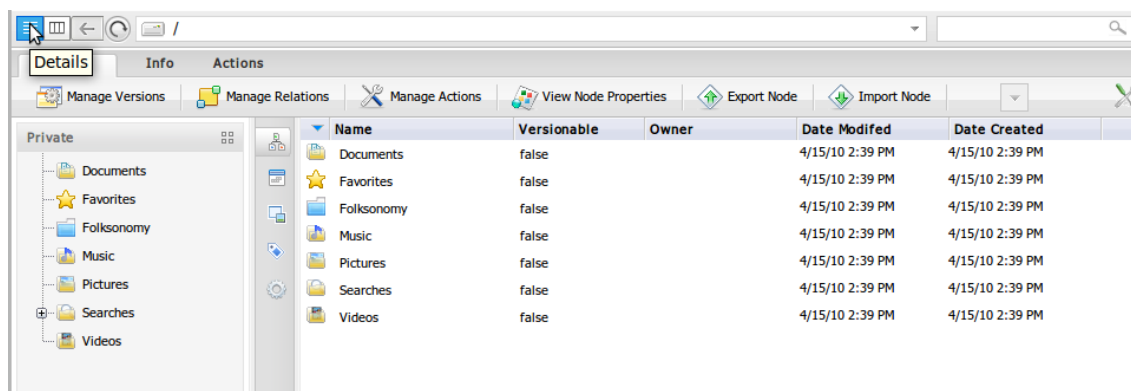 /
Details
Info
Actions
Manage Versions
Manage Relations
Manage Actions
View Node Properties
Export Node
Import Node
Private
Documents
Favorites
Folksonomy
Music
Pictures
Searches
Videos
Name Versionable Owner Date Modifed Date Created
Documents false 4/15/10 2:39 PM 4/15/10 2:39 PM
Favorites false 4/15/10 2:39 PM 4/15/10 2:39 PM
Folksonomy false 4/15/10 2:39 PM 4/15/10 2:39 PM
Music false 4/15/10 2:39 PM 4/15/10 2:39 PM
Pictures false 4/15/10 2:39 PM 4/15/10 2:39 PM
Searches false 4/15/10 2:39 PM 4/15/10 2:39 PM
Videos false 4/15/10 2:39 PM 4/15/10 2:39 PM